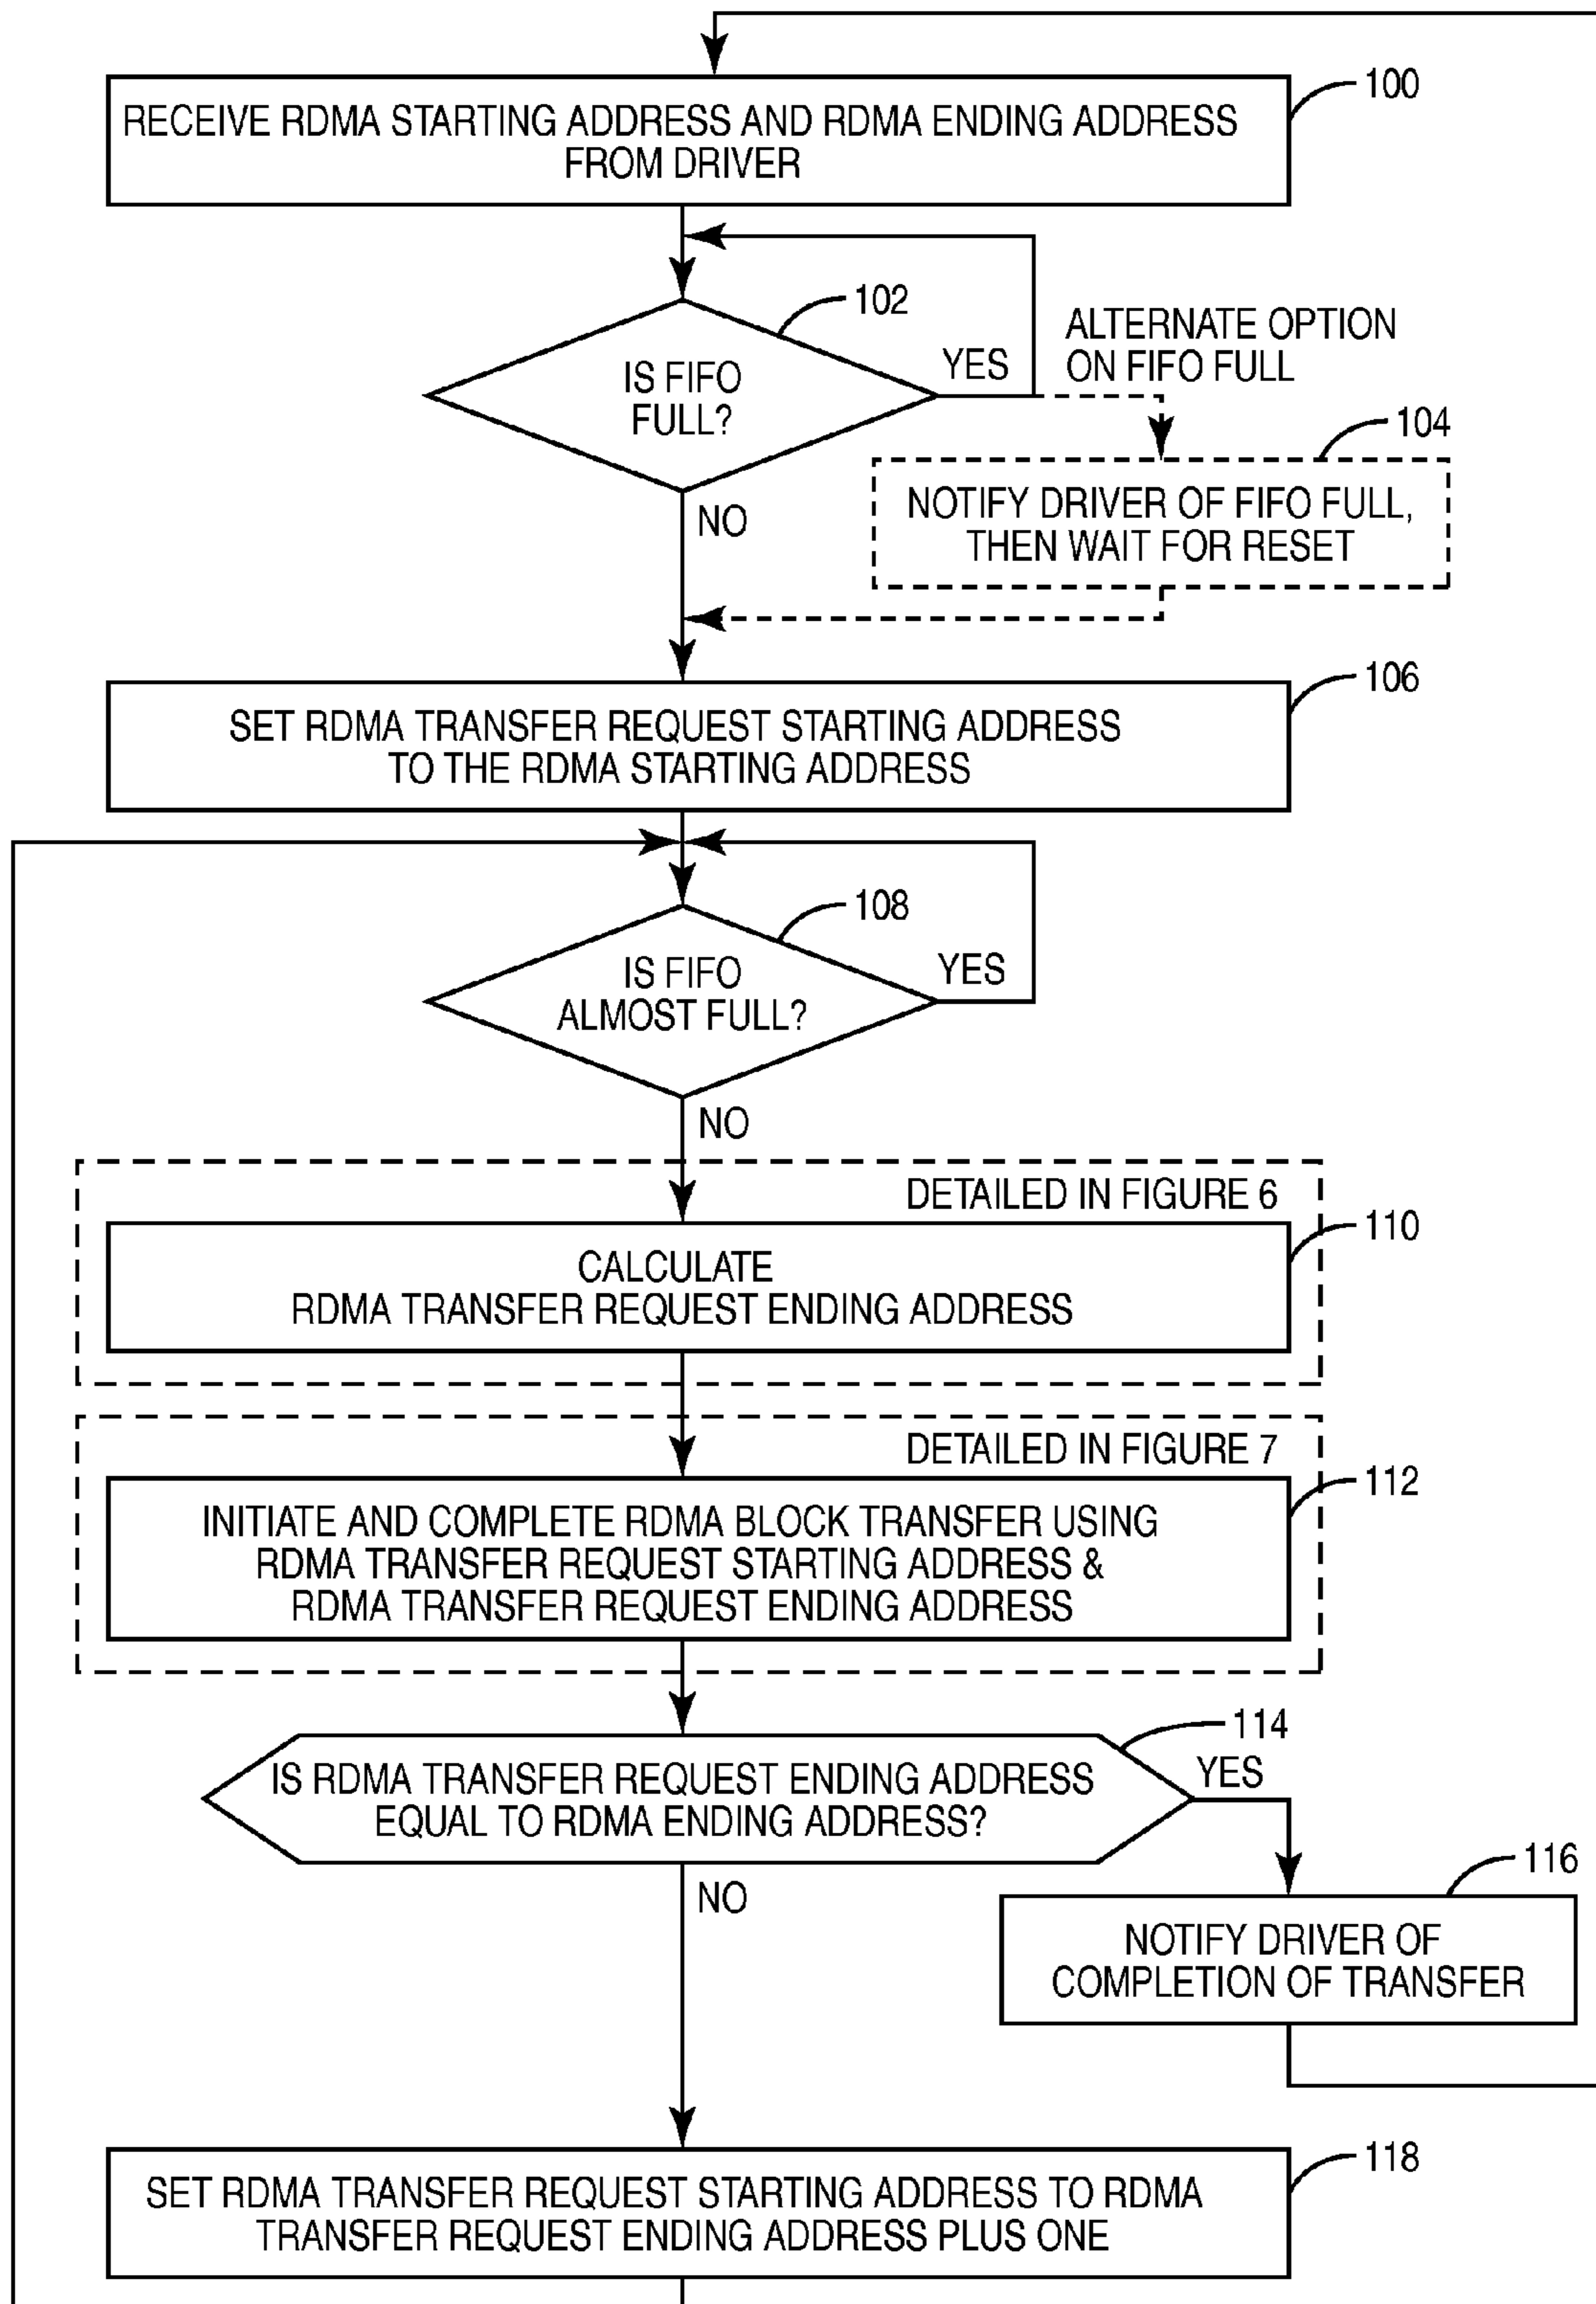 100
RECEIVE RDMA STARTING ADDRESS AND RDMA ENDING ADDRESS
FROM DRIVER
102
IS FIFO
FULL?
YES
ALTERNATE OPTION
ON FIFO FULL
104
NOTIFY DRIVER OF FIFO FULL,
THEN WAIT FOR RESET
NO
106
SET RDMA TRANSFER REQUEST STARTING ADDRESS
TO THE RDMA STARTING ADDRESS
108
IS FIFO
ALMOST FULL?
YES
NO
DETAILED IN FIGURE 6
110
CALCULATE
RDMA TRANSFER REQUEST ENDING ADDRESS
DETAILED IN FIGURE 7
112
INITIATE AND COMPLETE RDMA BLOCK TRANSFER USING
RDMA TRANSFER REQUEST STARTING ADDRESS &
RDMA TRANSFER REQUEST ENDING ADDRESS
114
IS RDMA TRANSFER REQUEST ENDING ADDRESS
EQUAL TO RDMA ENDING ADDRESS?
YES
116
NOTIFY DRIVER OF
COMPLETION OF TRANSFER
NO
118
SET RDMA TRANSFER REQUEST STARTING ADDRESS TO RDMA
TRANSFER REQUEST ENDING ADDRESS PLUS ONE